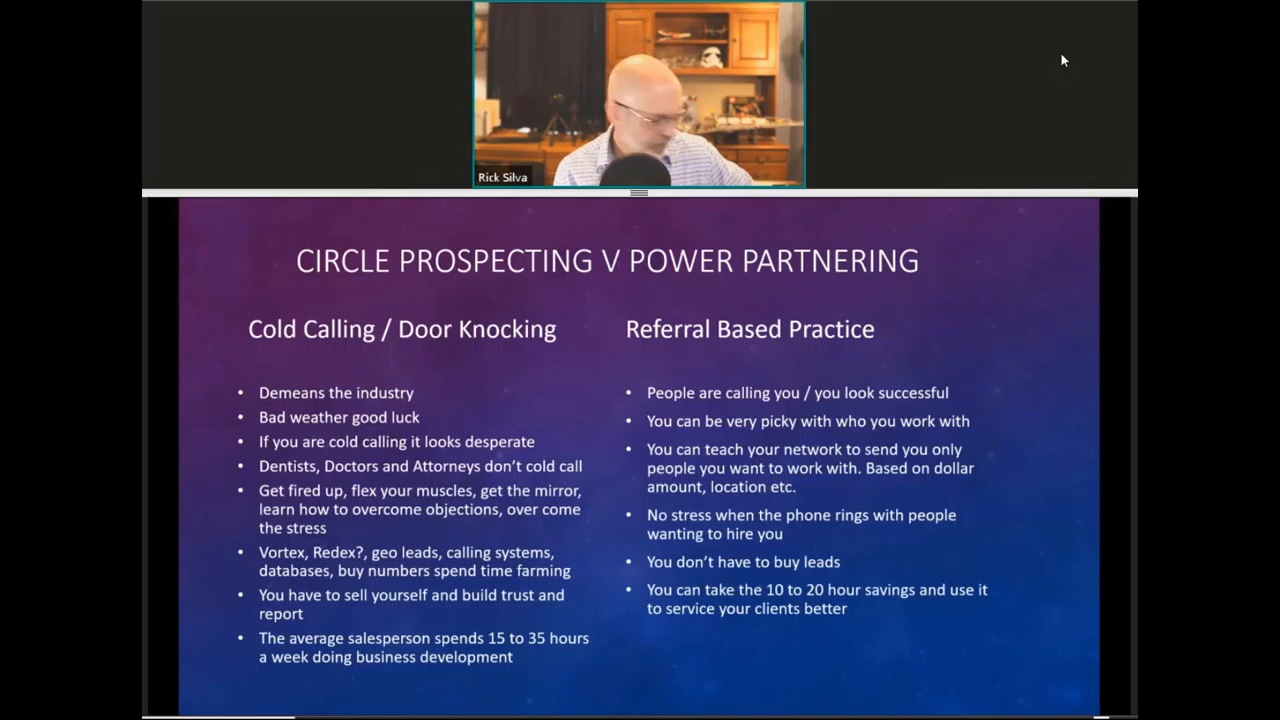 Rick Silva
CIRCLE PROSPECTING V POWER PARTNERING
Cold Calling / Door Knocking
• Demeans the industry
• Bad weather good luck
• If you are cold calling it looks desperate
• Dentists, Doctors and Attorneys don't cold call
• Get fired up, flex your muscles, get the mirror,
learn how to overcome objections, over come
the stress
• Vortex, Redex?, geo leads, calling systems,
databases, buy numbers spend time farming
• You have to sell yourself and build trust and
report
• The average salesperson spends 15 to 35 hours
a week doing business development
Referral Based Practice
• People are calling you / you look successful
• You can be very picky with who you work with
• You can teach your network to send you only
people you want to work with. Based on dollar
amount, location etc.
• No stress when the phone rings with people
wanting to hire you
• You don't have to buy leads
• You can take the 10 to 20 hour savings and use it
to service your clients better